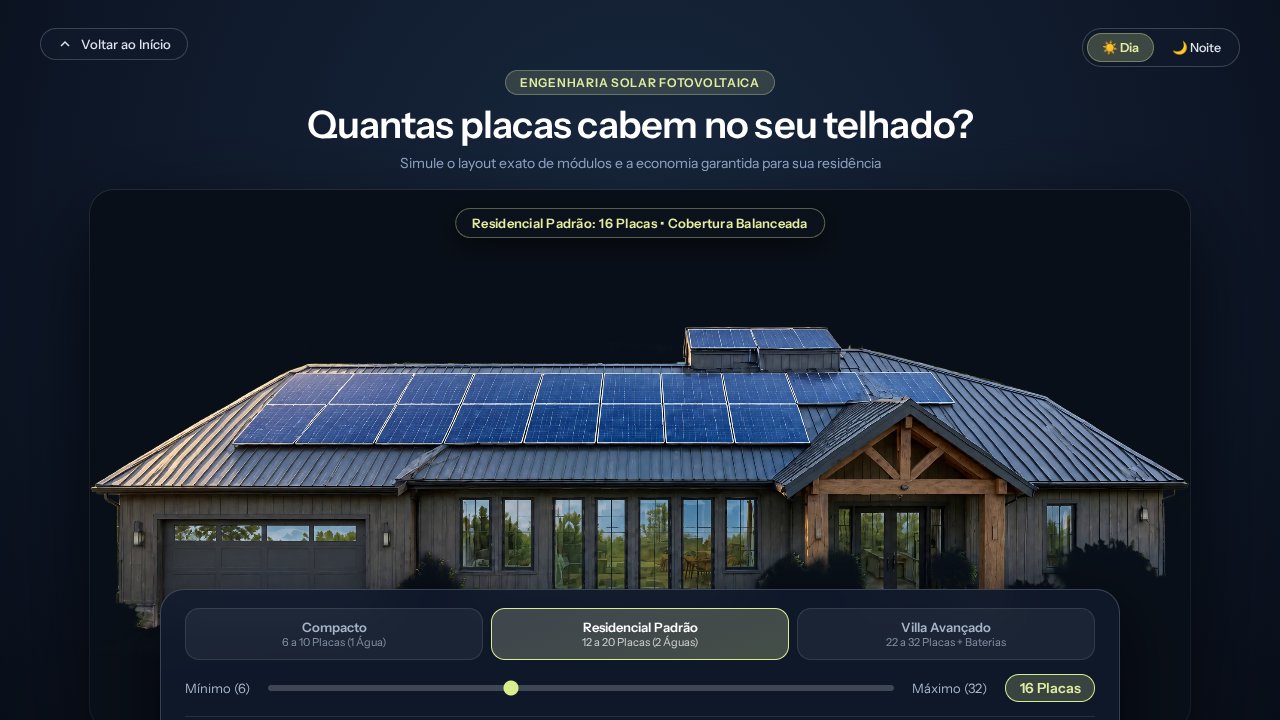 Voltar ao Início
☀️ Dia
🌙 Noite
ENGENHARIA SOLAR FOTOVOLTAICA
Quantas placas cabem no seu telhado?
Simule o layout exato de módulos e a economia garantida para sua residência
Residencial Padrão: 16 Placas • Cobertura Balanceada
Compacto
6 a 10 Placas (1 Água)
Residencial Padrão
12 a 20 Placas (2 Águas)
Villa Avançado
22 a 32 Placas + Baterias
Mínimo (6)
Máximo (32)
16 Placas